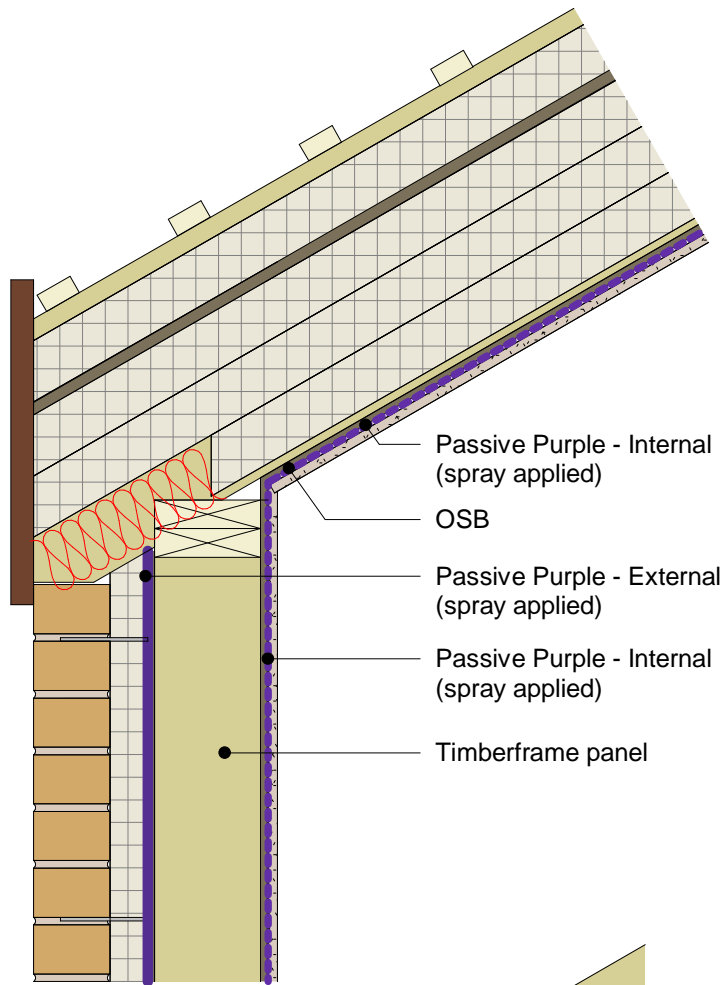 Passive Purple - Internal
(spray applied)
OSB
Passive Purple - External
(spray applied)
Passive Purple - Internal
(spray applied)
Timberframe panel